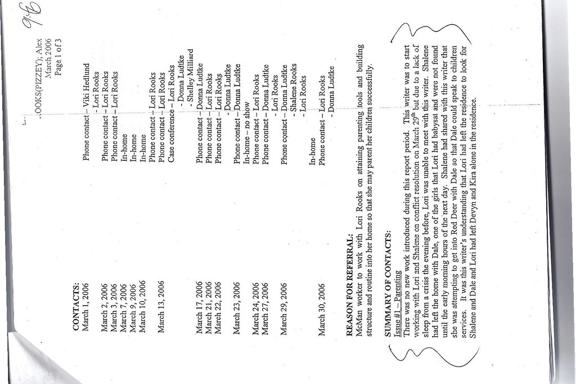 9-6
.OOKS(PIZZEY); Alex
March 2006
Page 1 of 3
CONTACTS:
March 1, 2006 Phone contact – Viki Hedlund
- Lori Rooks
March 2, 2006 Phone contact – Lori Rooks
March 3, 2006 Phone contact – Lori Rooks
March 7, 2006 In-home
March 9, 2006 In-home
March 10, 2006 In-home
Phone contact – Lori Rooks
March 13, 2006 Phone contact – Lori Rooks
Case conference – Lori Rooks
- Donna Ludtke
- Shelley Milliard
March 17, 2006 Phone contact – Donna Ludtke
March 21, 2006 Phone contact – Lori Rooks
March 22, 2006 Phone contact – Lori Rooks
- Donna Ludtke
March 23, 2006 Phone contact – Donna Ludtke
In-home – no show
March 24, 2006 Phone contact – Lori Rooks
March 27, 2006 Phone contact – Donna Ludtke
- Lori Rooks
March 29, 2006 Phone contact – Donna Ludtke
- Shalene Rooks
- Lori Rooks
In-home
March 30, 2006 Phone contact – Lori Rooks
- Donna Ludtke
REASON FOR REFERRAL:
McMan worker to work with Lori Rooks on attaining parenting tools and building
structure and routine into her home so that she may parent her children successfully.
SUMMARY OF CONTACTS:
Issue #1 – Parenting
There was no new work introduced during this report period. This writer was to start
working with Lori and Shalene on conflict resolution on March 29th but due to a lack of
sleep from a crisis the evening before, Lori was unable to meet with this writer. Shalene
had left the home with Dale, one of the girls that Lori had babysat and were not found
until the early morning hours of the next day. Shalene had shared with this writer that
she was attempting to get into Red Deer with Dale so that Dale could speak to children
services. It was this writer's understanding that Lori had left the residence to look for
Shalene and Dale and Lori had left Devyn and Kira alone in the residence.